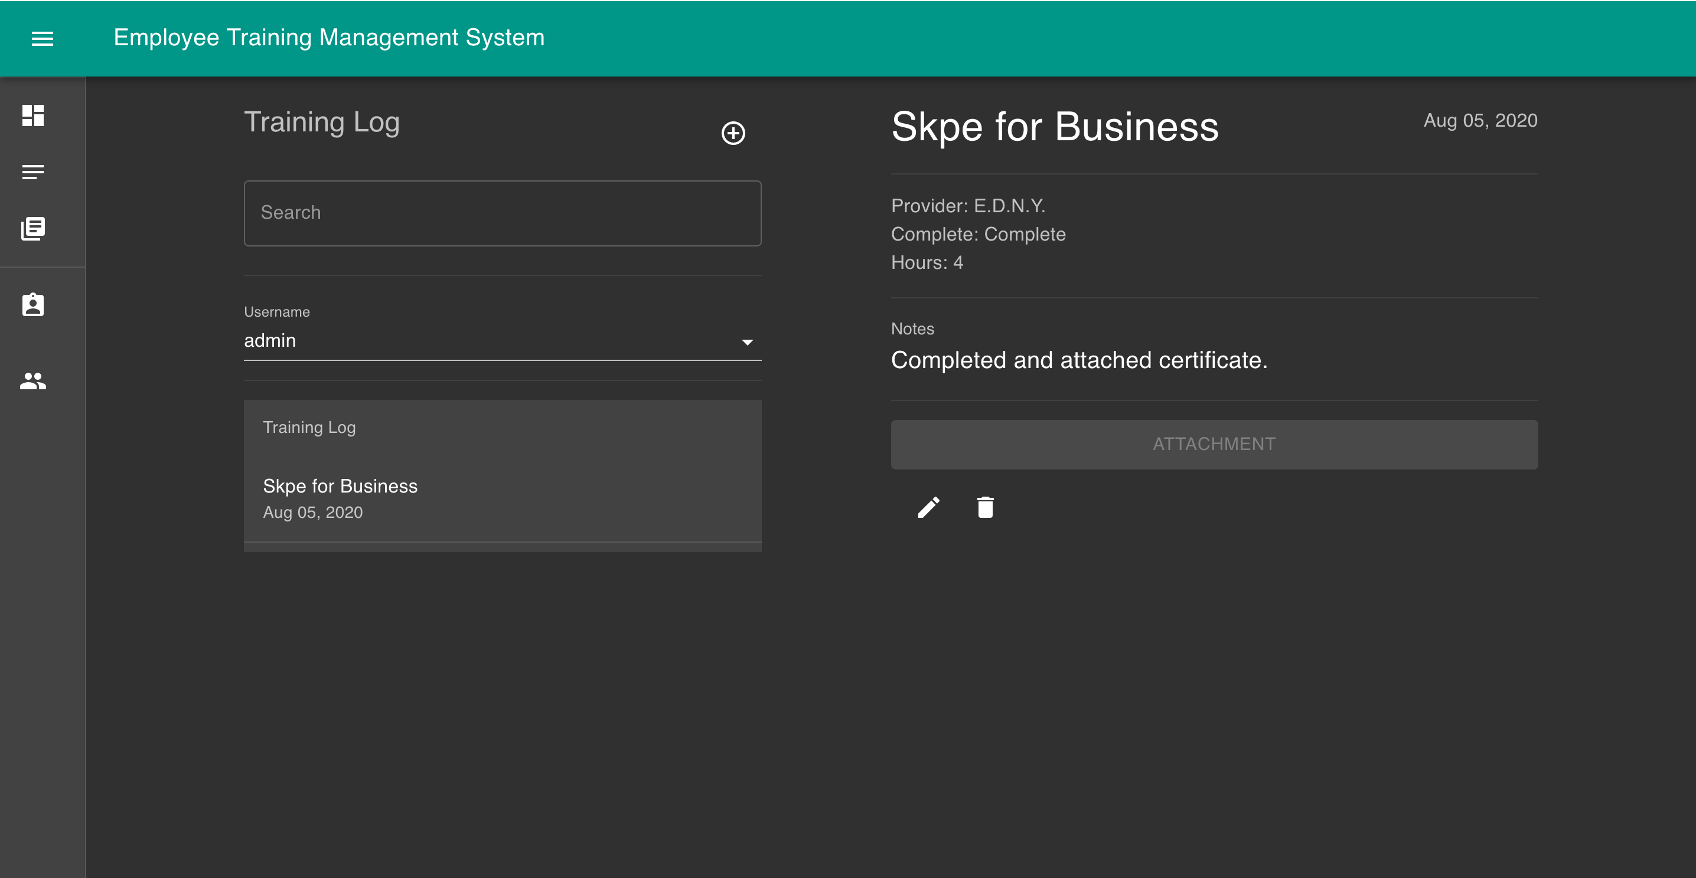 Employee Training Management System
Training Log
Search
Username
admin
Training Log
Skpe for Business
Aug 05, 2020
Skpe for Business
Aug 05, 2020
Provider: E.D.N.Y.
Complete: Complete
Hours: 4
Notes
Completed and attached certificate.
ATTACHMENT